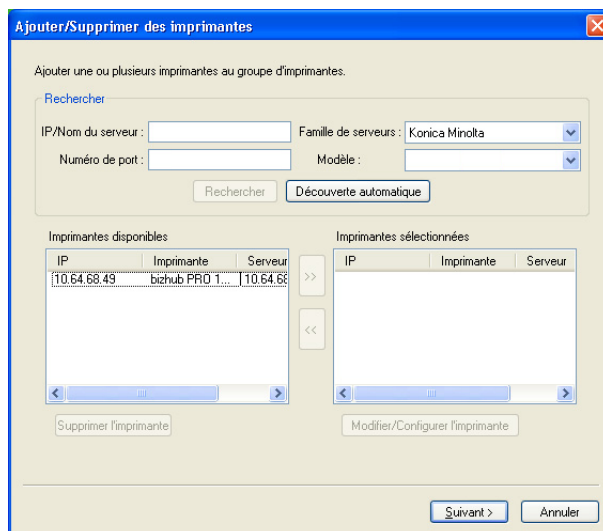 Ajouter/Supprimer des imprimantes
Ajouter une ou plusieurs imprimantes au groupe d'imprimantes.
Rechercher
IP/Nom du serveur : Famille de serveurs : Konica Minolta
Numéro de port : Modèle :
Rechercher Découverte automatique
Imprimantes disponibles Imprimantes sélectionnées
IP Imprimante Serveur IP Imprimante Serveur
10.64.68.49 bizhub PRO 1... 10.64.68
>>
<<
Supprimer l'imprimante Modifier/Configurer l'imprimante
Suivant > Annuler